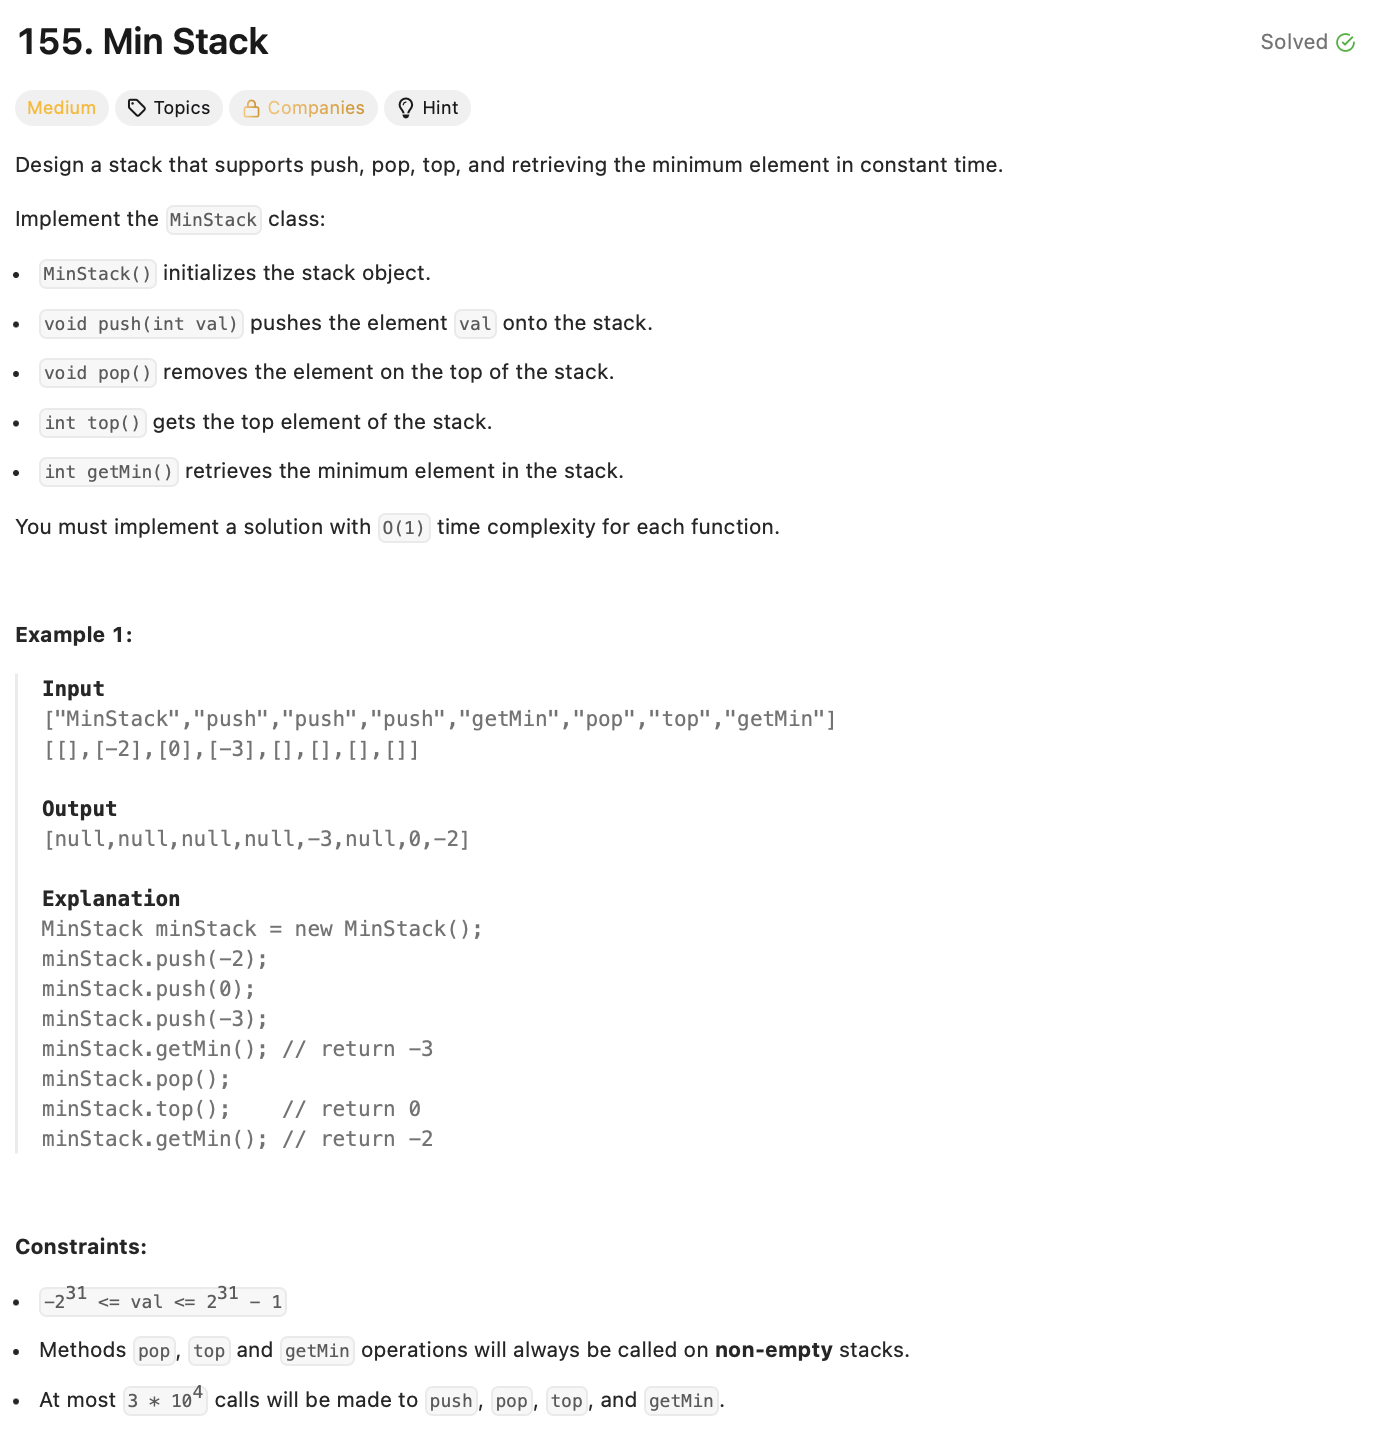 155. Min Stack
Solved
Medium Topics Companies Hint
Design a stack that supports push, pop, top, and retrieving the minimum element in constant time.
Implement the MinStack class:
• MinStack() initializes the stack object.
• void push(int val) pushes the element val onto the stack.
• void pop() removes the element on the top of the stack.
• int top() gets the top element of the stack.
• int getMin() retrieves the minimum element in the stack.
You must implement a solution with O(1) time complexity for each function.
Example 1:
Input
["MinStack","push","push","push","getMin","pop","top","getMin"]
[[],[-2],[0],[-3],[],[],[],[]]
Output
[null,null,null,null,-3,null,0,-2]
Explanation
MinStack minStack = new MinStack();
minStack.push(-2);
minStack.push(0);
minStack.push(-3);
minStack.getMin(); // return -3
minStack.pop();
minStack.top();    // return 0
minStack.getMin(); // return -2
Constraints:
• -2^31 <= val <= 2^31 - 1
• Methods pop, top and getMin operations will always be called on non-empty stacks.
• At most 3 * 10^4 calls will be made to push, pop, top, and getMin.